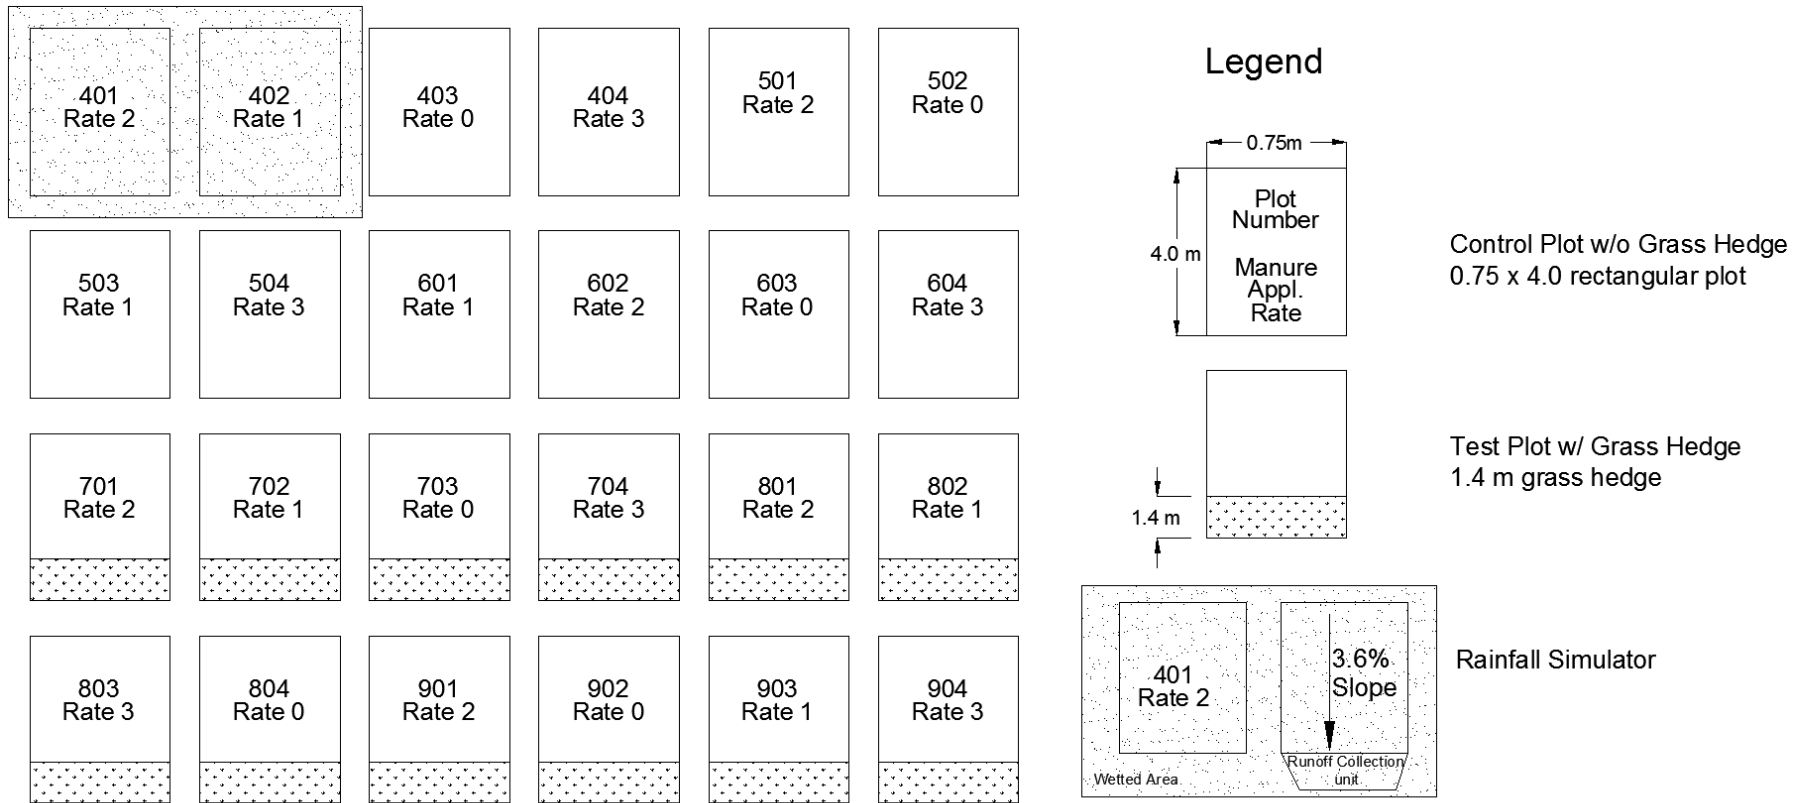 401
Rate 2
402
Rate 1
403
Rate 0
404
Rate 3
501
Rate 2
502
Rate 0
503
Rate 1
504
Rate 3
601
Rate 1
602
Rate 2
603
Rate 0
604
Rate 3
701
Rate 2
702
Rate 1
703
Rate 0
704
Rate 3
801
Rate 2
802
Rate 1
803
Rate 3
804
Rate 0
901
Rate 2
902
Rate 0
903
Rate 1
904
Rate 3
Legend
0.75m
4.0 m
Plot
Number
Manure
Appl.
Rate
Control Plot w/o Grass Hedge
0.75 x 4.0 rectangular plot
1.4 m
Test Plot w/ Grass Hedge
1.4 m grass hedge
401
Rate 2
3.6%
Slope
Runoff Collection
unit
Wetted Area
Rainfall Simulator